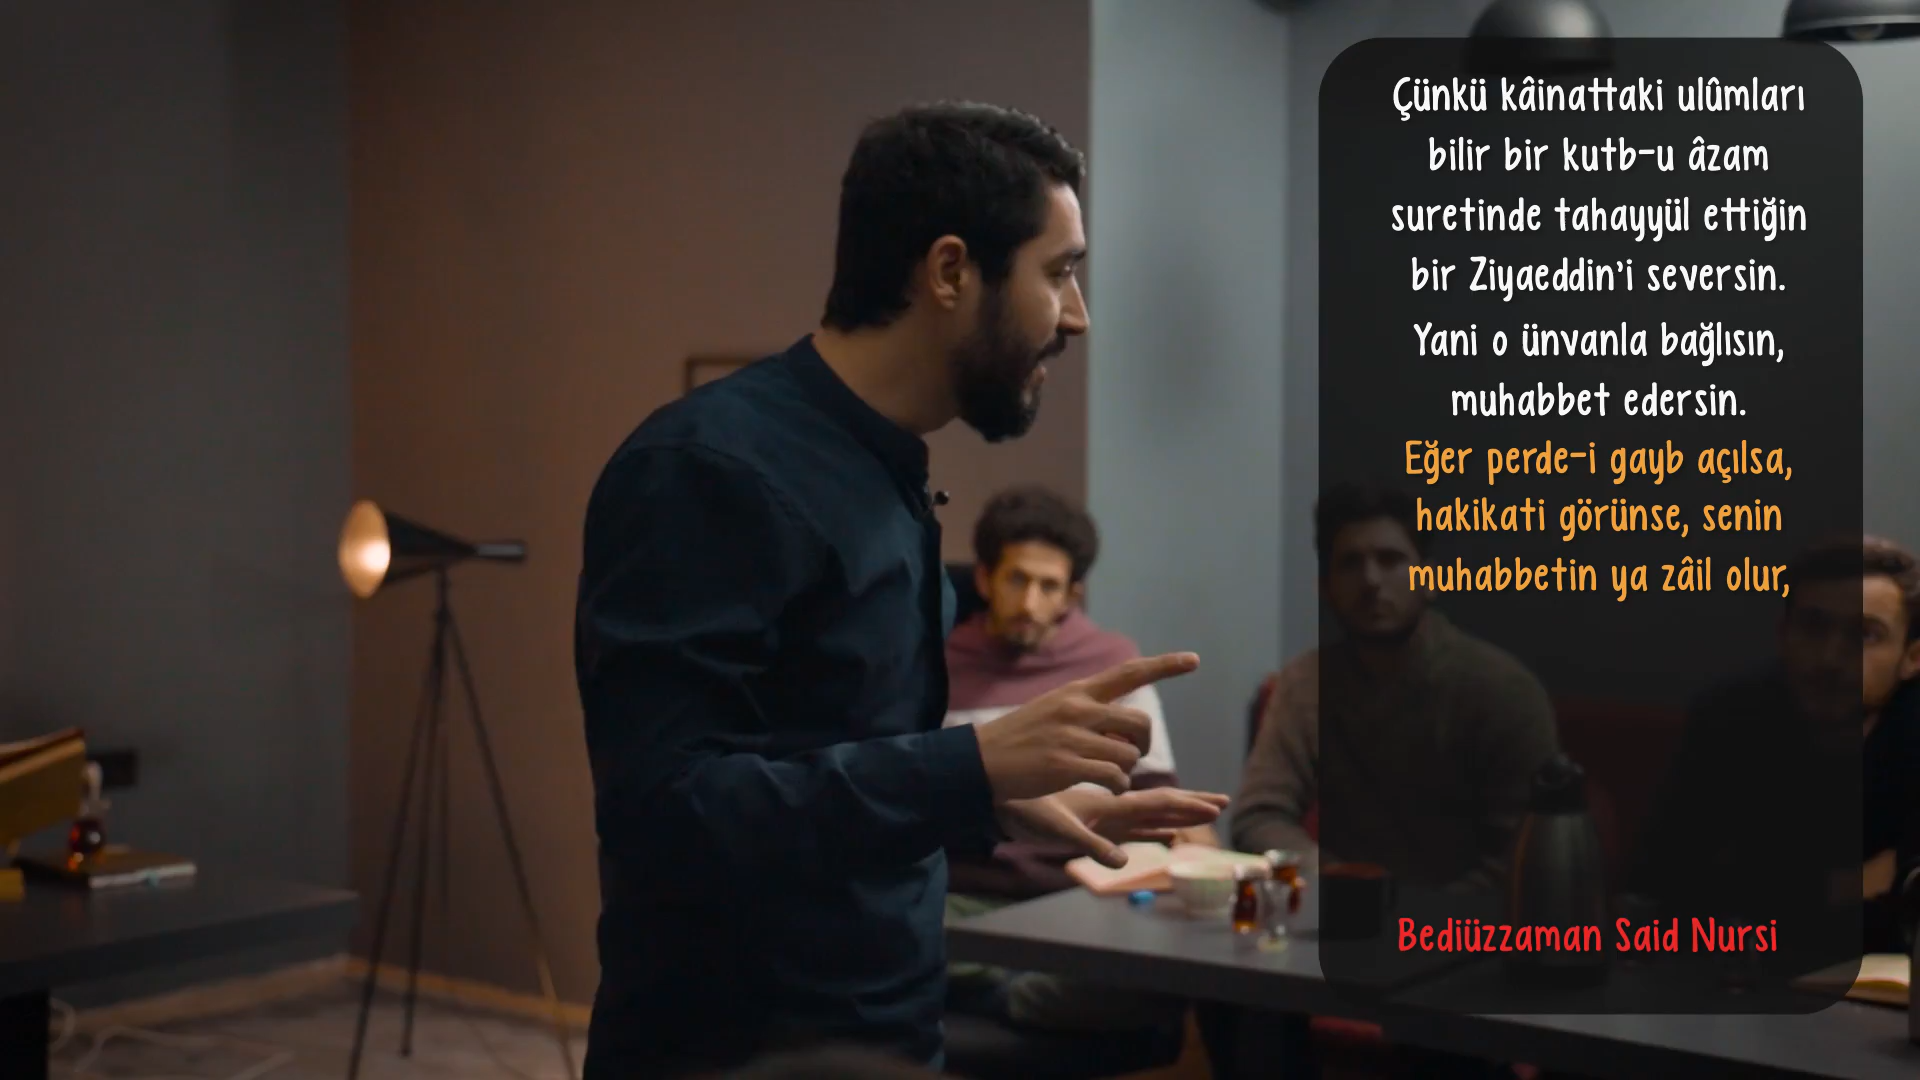 Çünkü kâinattaki ulûmları
bilir bir kutb-u âzam
suretinde tahayyül ettiğin
bir Ziyaeddin'i seversin.
Yani o ünvanla bağlısın,
muhabbet edersin.
Eğer perde-i gayb açılsa,
hakikati görünse, senin
muhabbetin ya zâil olur,
Bediüzzaman Said Nursi